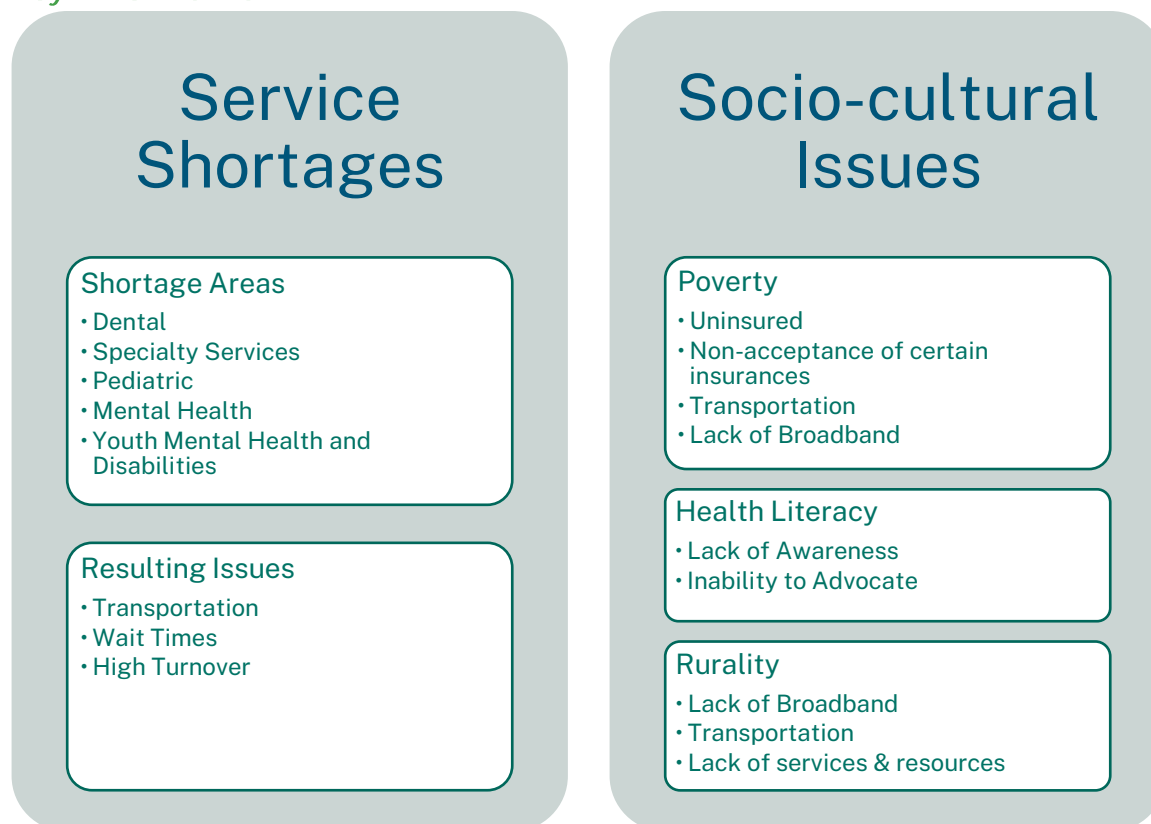 Service
Shortages
Shortage Areas
• Dental
• Specialty Services
• Pediatric
• Mental Health
• Youth Mental Health and
Disabilities
Resulting Issues
• Transportation
• Wait Times
• High Turnover
Socio-cultural
Issues
Poverty
• Uninsured
• Non-acceptance of certain
insurances
• Transportation
• Lack of Broadband
Health Literacy
• Lack of Awareness
• Inability to Advocate
Rurality
• Lack of Broadband
• Transportation
• Lack of services & resources